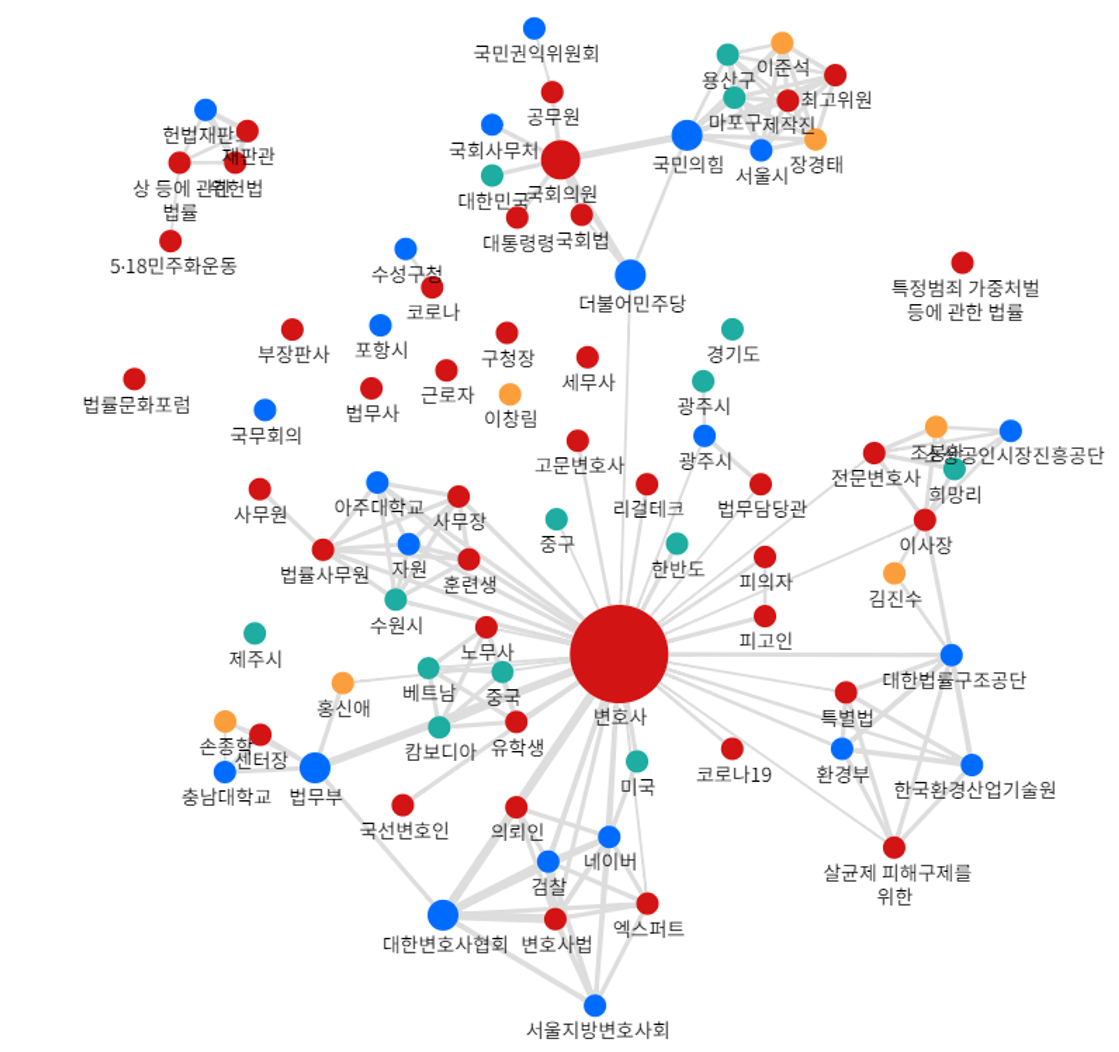 국민권익위원회
이준석
용산구
최고위원
공무원
마포구
제작진
헌법재판소
재판관
국회사무처
국민의힘
서울시
장경태
상 등에 관한
법률
위헌법
대한민국
국회의원
대통령령
국회법
5·18민주화운동
수성구청
특정범죄 가중처벌
등에 관한 법률
더불어민주당
코로나
부장판사
포항시
구청장
경기도
세무사
법률문화포럼
법무사
근로자
이창림
광주시
국무회의
고문변호사
광주시
소상공인시장진흥공단
전문변호사
희망리
사무원
아주대학교
사무장
리걸테크
법무담당관
중구
이사장
법률사무원
자원
훈련생
한반도
피의자
김진수
수원시
피고인
제주시
노무사
베트남
중국
대한법률구조공단
홍신애
변호사
특별법
손종학
센터장
캄보디아
유학생
코로나19
환경부
충남대학교
법무부
미국
한국환경산업기술원
국선변호인
의뢰인
네이버
살균제 피해구제를
위한
검찰
엑스퍼트
대한변호사협회
변호사법
서울지방변호사회